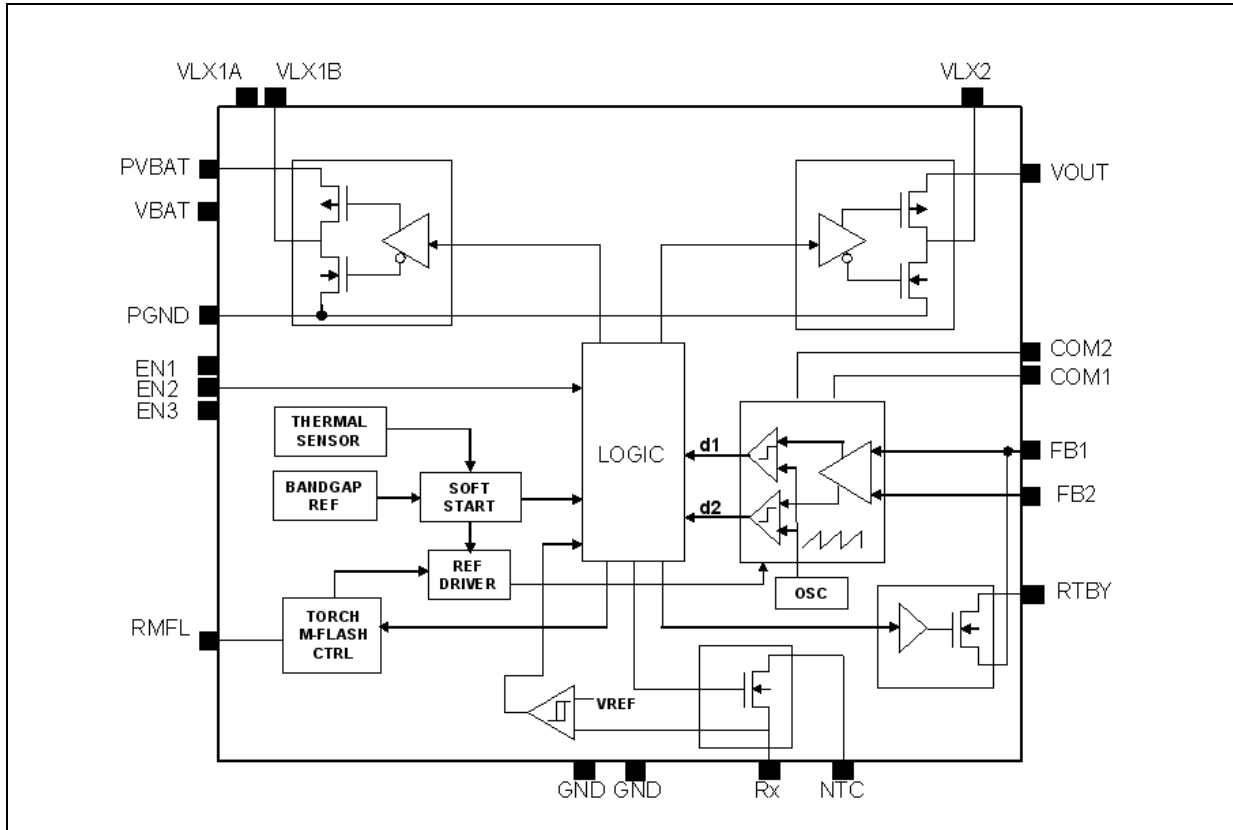 VLX1A
VLX1B
VLX2
PVBAT
VOUT
VBAT
PGND
COM2
EN1
COM1
EN2
EN3
THERMAL
SENSOR
LOGIC
d1
FB1
BANDGAP
REF
SOFT
START
FB2
d2
REF
DRIVER
OSC
RTBY
TORCH
M-FLASH
CTRL
RMFL
VREF
GND
GND
Rx
NTC